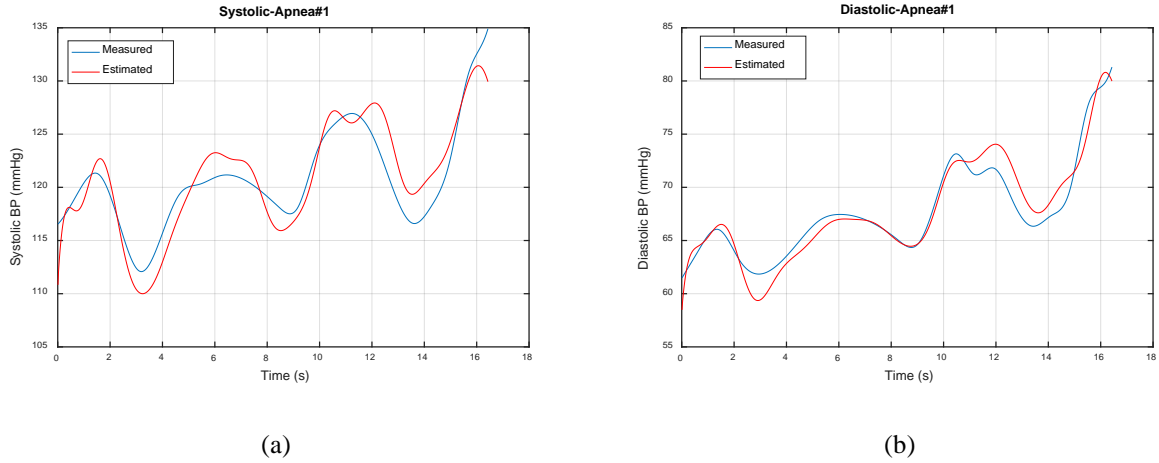 Systolic-Apnea#1
135
130
125
120
115
110
105
Systolic BP (mmHg)
Measured
Estimated
0 2 4 6 8 10 12 14 16 18
Time (s)
(a)
Diastolic-Apnea#1
85
80
75
70
65
60
55
Diastolic BP (mmHg)
Measured
Estimated
0 2 4 6 8 10 12 14 16 18
Time (s)
(b)